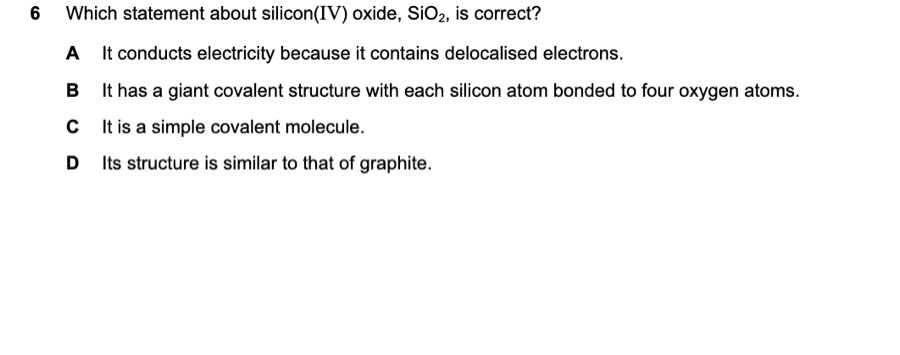 6 Which statement about silicon(IV) oxide, SiO₂, is correct?
A It conducts electricity because it contains delocalised electrons.
B It has a giant covalent structure with each silicon atom bonded to four oxygen atoms.
C It is a simple covalent molecule.
D Its structure is similar to that of graphite.